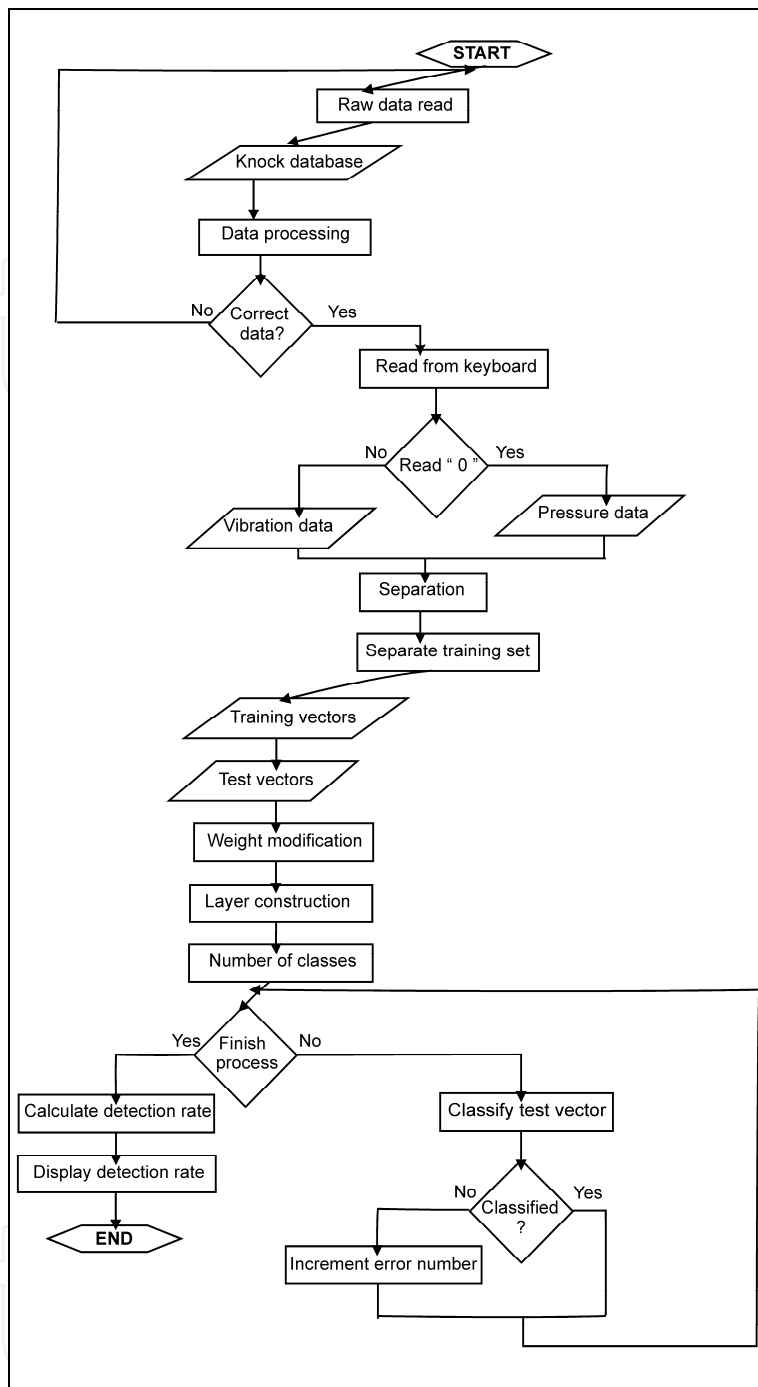 START
Raw data read
Knock database
Data processing
No
Correct
data?
Yes
Read from keyboard
No
Read “ 0 ”
Yes
Vibration data
Pressure data
Separation
Separate training set
Training vectors
Test vectors
Weight modification
Layer construction
Number of classes
Yes
Finish
process
No
Calculate detection rate
Classify test vector
Display detection rate
No
Classified
?
Yes
END
Increment error number